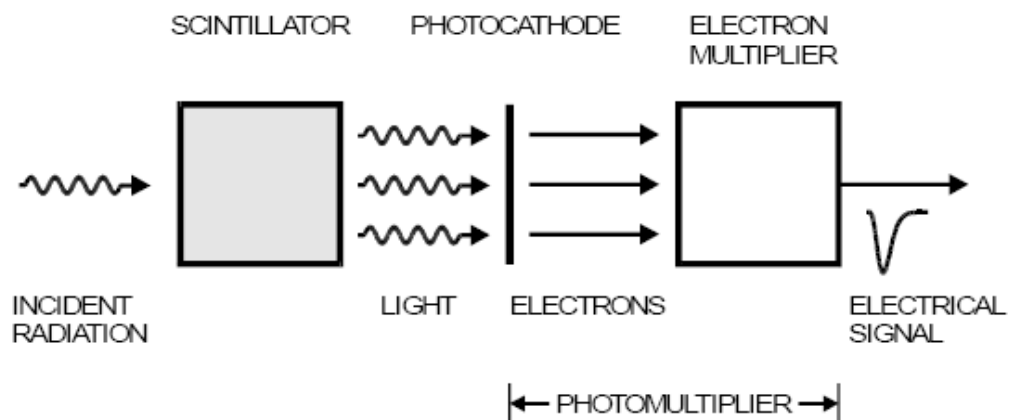 SCINTILLATOR
PHOTOCATHODE
ELECTRON
MULTIPLIER
INCIDENT
RADIATION
LIGHT
ELECTRONS
ELECTRICAL
SIGNAL
PHOTOMULTIPLIER